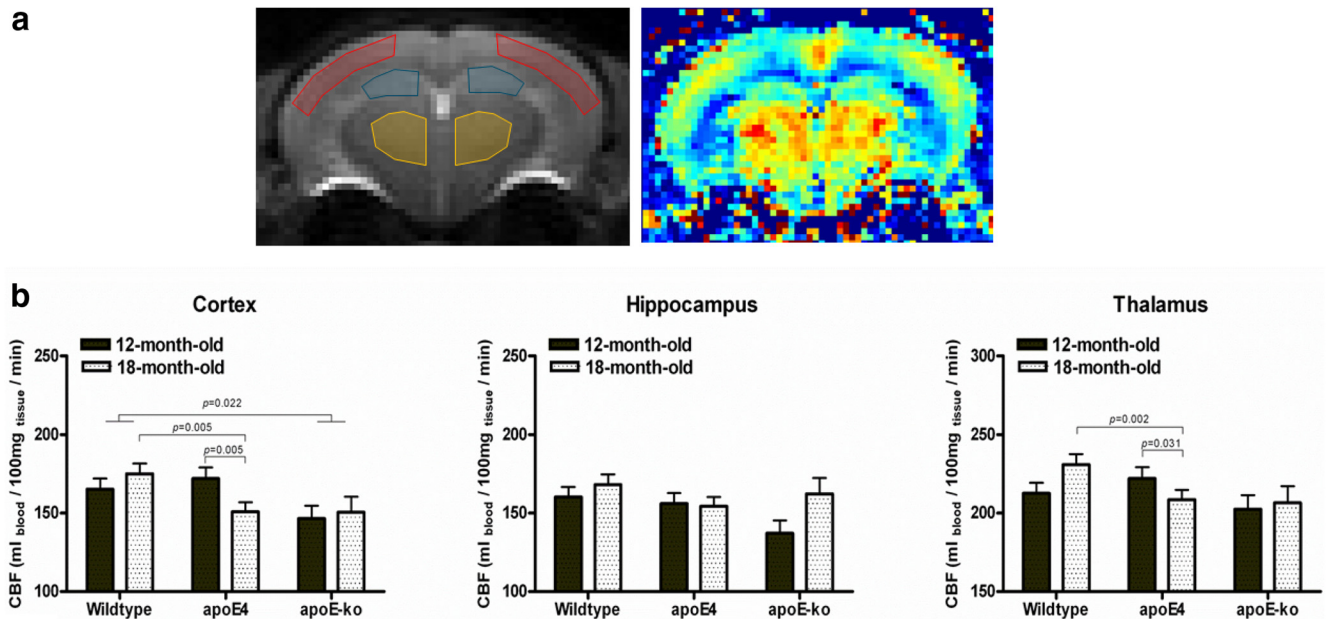 a
b
Cortex
12-month-old
18-month-old
CBF (ml blood / 100mg tissue / min)
250
200
150
100
p=0.022
p=0.005
p=0.005
Wildtype apoE4 apoE-ko
Hippocampus
12-month-old
18-month-old
CBF (ml blood / 100mg tissue / min)
250
200
150
100
Wildtype apoE4 apoE-ko
Thalamus
12-month-old
18-month-old
CBF (ml blood / 100mg tissue / min)
300
250
200
150
p=0.002
p=0.031
Wildtype apoE4 apoE-ko